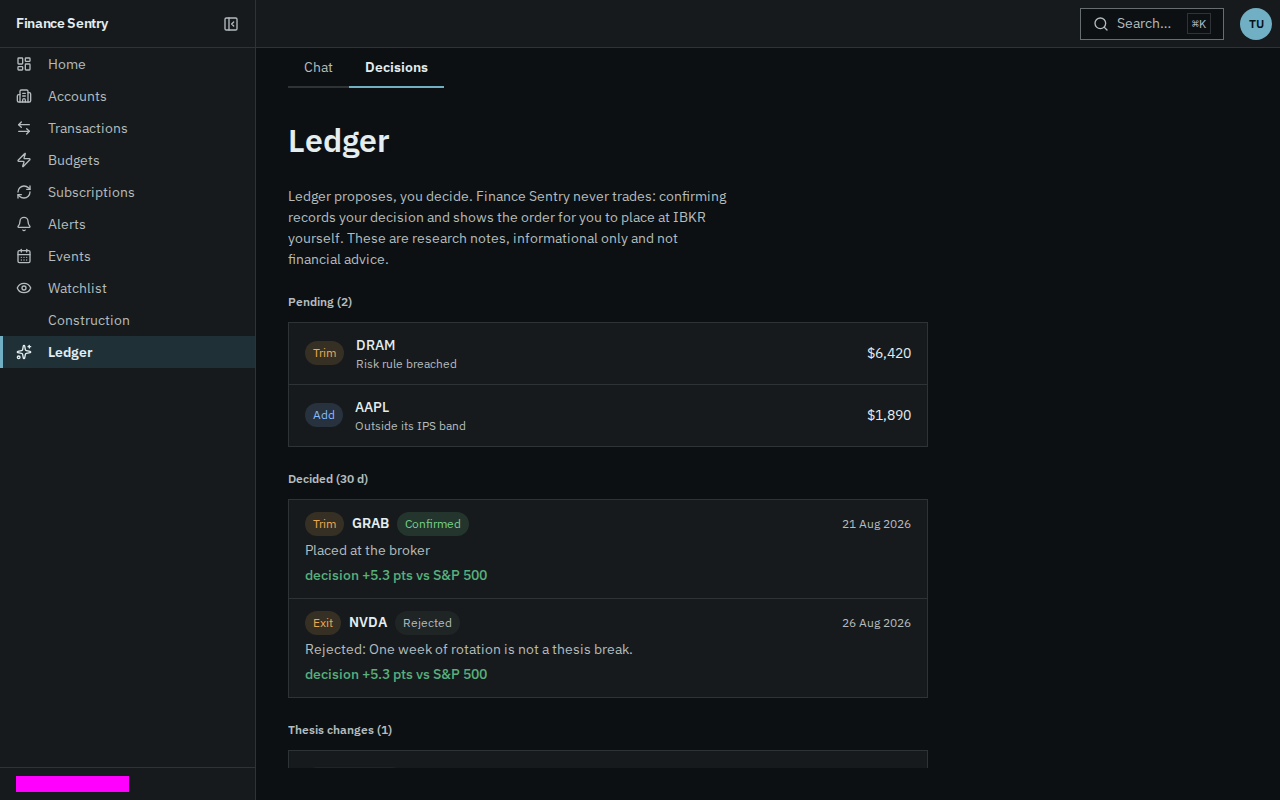 Finance Sentry
Search...
⌘K
TU
Home
Accounts
Transactions
Budgets
Subscriptions
Alerts
Events
Watchlist
Construction
Ledger
Chat
Decisions
Ledger
Ledger proposes, you decide. Finance Sentry never trades: confirming
records your decision and shows the order for you to place at IBKR
yourself. These are research notes, informational only and not
financial advice.
Pending (2)
Trim
DRAM
Risk rule breached
$6,420
Add
AAPL
Outside its IPS band
$1,890
Decided (30 d)
Trim GRAB Confirmed 21 Aug 2026
Placed at the broker
decision +5.3 pts vs S&P 500
Exit NVDA Rejected 26 Aug 2026
Rejected: One week of rotation is not a thesis break.
decision +5.3 pts vs S&P 500
Thesis changes (1)